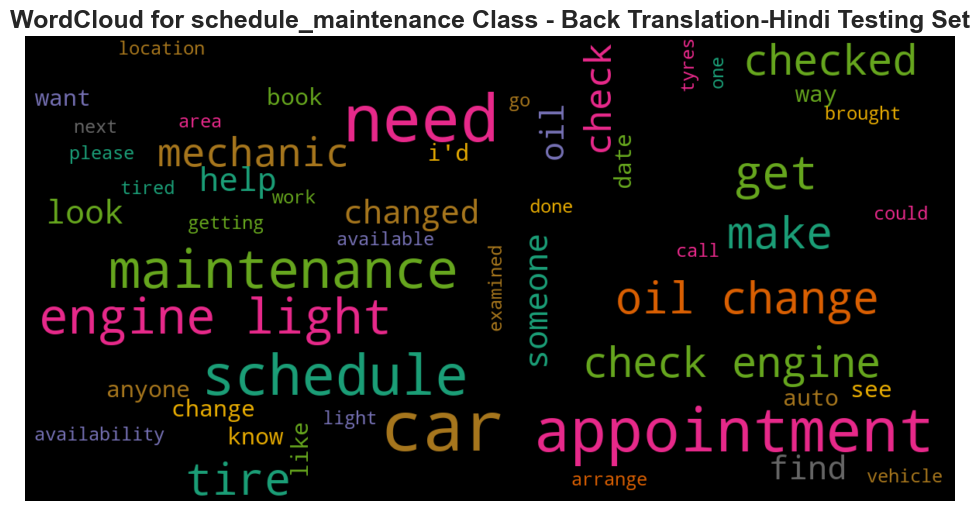 WordCloud for schedule_maintenance Class - Back Translation-Hindi Testing Set
location
want
book
need
go
oil
check
tyres
one
checked
way
brought
next
area
please
mechanic
i'd
date
tired
help
work
get
look
getting
changed
done
could
available
call
make
maintenance
examined
someone
engine light
oil change
schedule
check engine
anyone
change
light
car
auto
see
availability
know
like
appointment
tire
find
arrange
vehicle